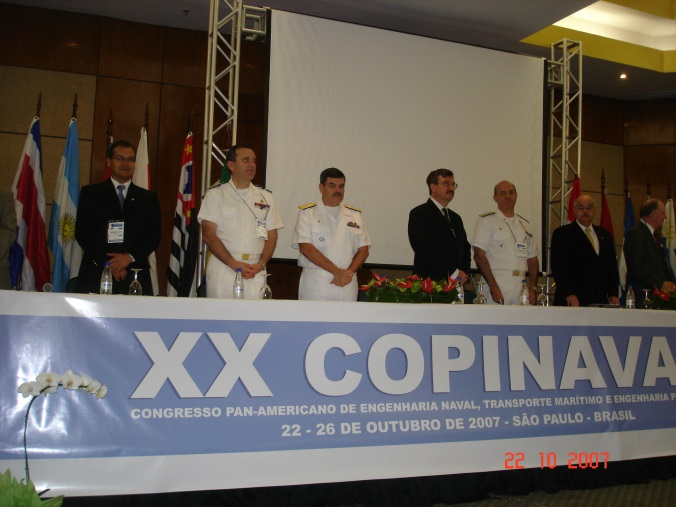 XX COPINAVA
CONGRESSO PAN-AMERICANO DE ENGENHARIA NAVAL, TRANSPORTE MARÍTIMO E ENGENHARIA P
22 - 26 DE OUTUBRO DE 2007 - SÃO PAULO - BRASIL
22 10 2007